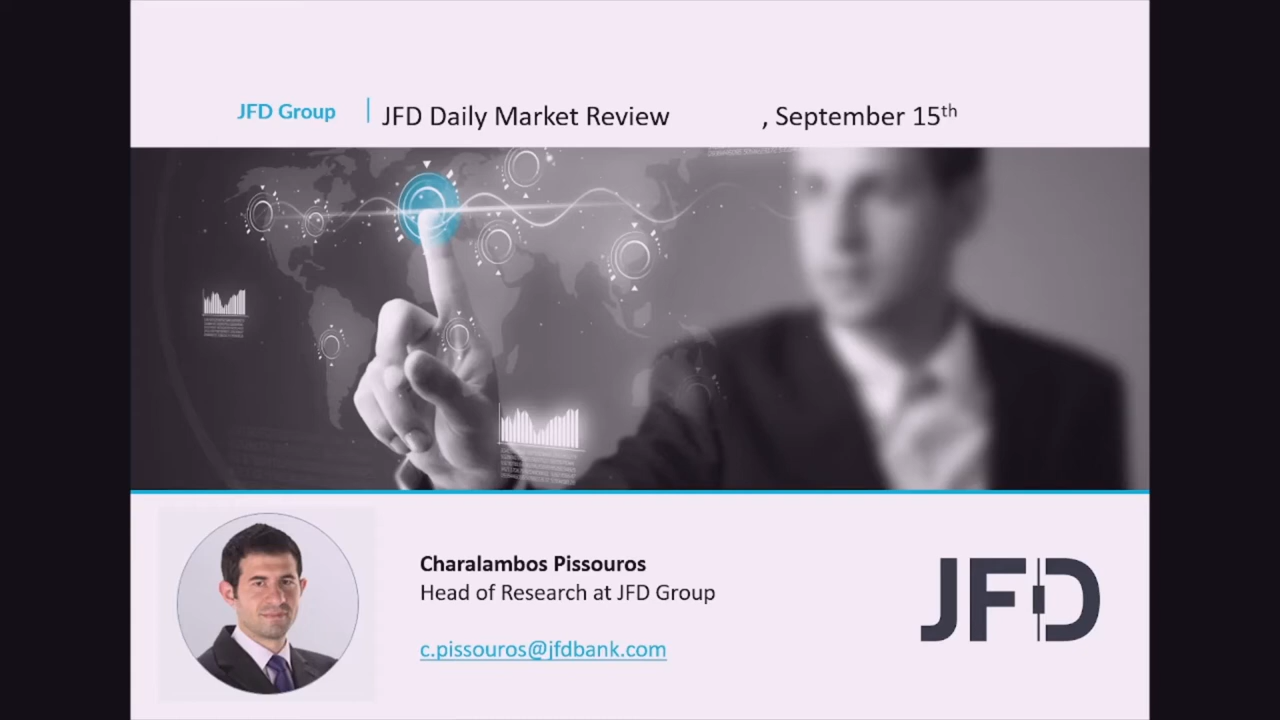 JFD Group
JFD Daily Market Review , September 15th
Charalambos Pissouros
Head of Research at JFD Group
c.pissouros@jfdbank.com
JFD